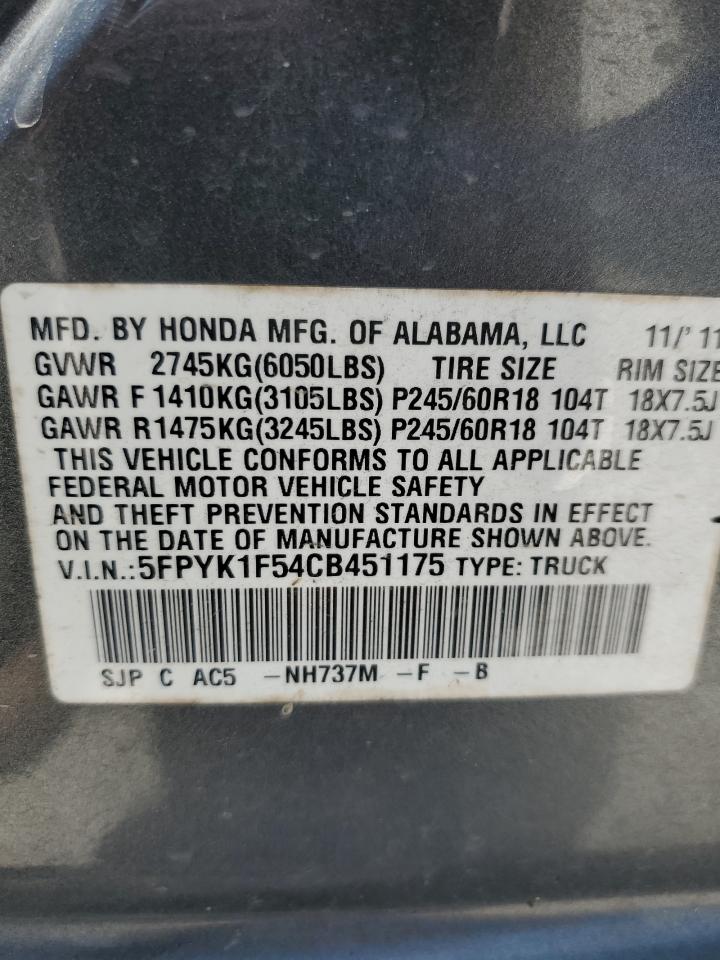 MFD. BY HONDA MFG. OF ALABAMA, LLC 11/'11
GVWR 2745KG(6050LBS) TIRE SIZE RIM SIZE
GAWR F 1410KG(3105LBS) P245/60R18 104T 18X7.5J
GAWR R1475KG(3245LBS) P245/60R18 104T 18X7.5J
THIS VEHICLE CONFORMS TO ALL APPLICABLE
FEDERAL MOTOR VEHICLE SAFETY
AND THEFT PREVENTION STANDARDS IN EFFECT
ON THE DATE OF MANUFACTURE SHOWN ABOVE.
V.I.N.:5FPYK1F54CB451175 TYPE: TRUCK
SJP C AC5 -NH737M -F -B